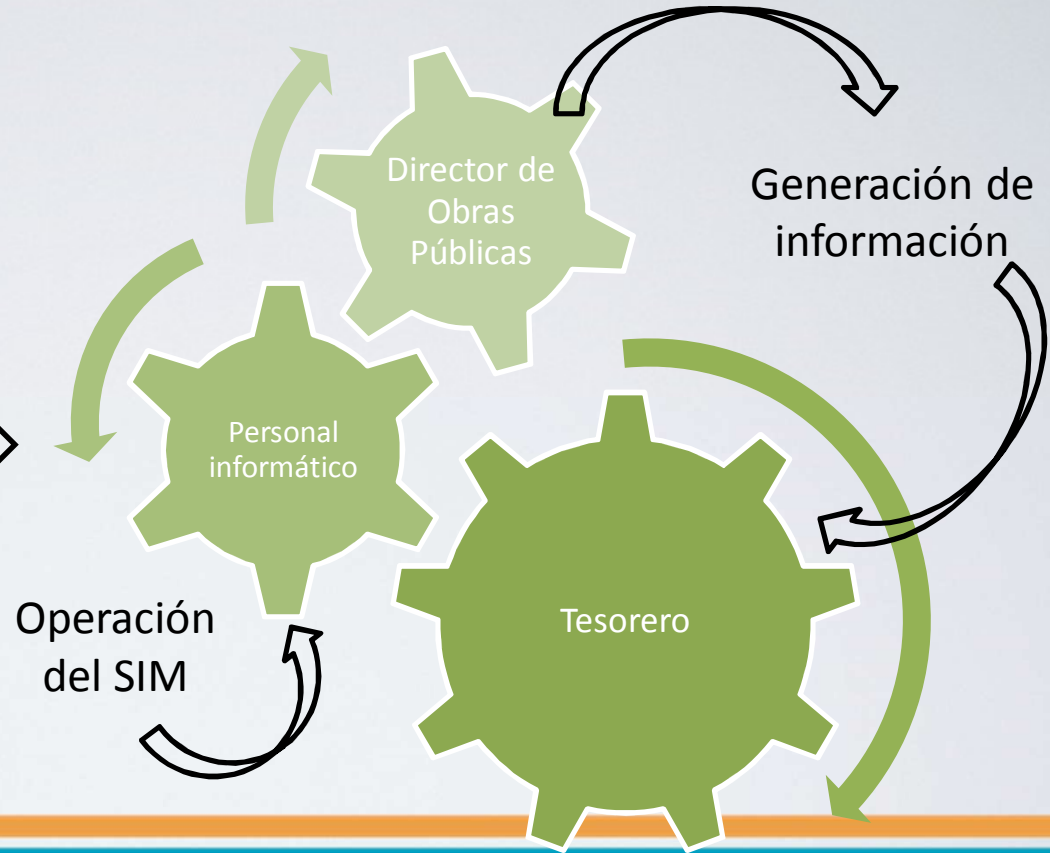 Director de
Obras
Públicas
Generación de
información
Personal
informático
Operación
del SIM
Tesorero